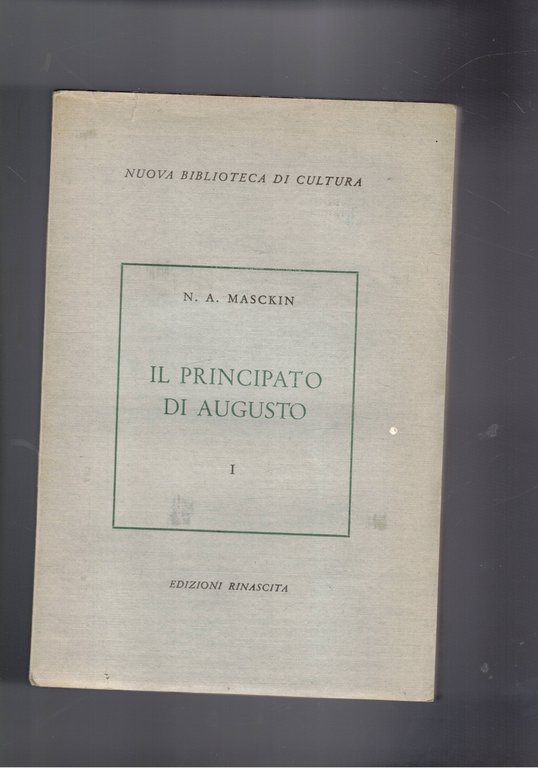 NUOVA BIBLIOTECA DI CULTURA
N. A. MASCKIN
IL PRINCIPATO
DI AUGUSTO
I
EDIZIONI RINASCITA